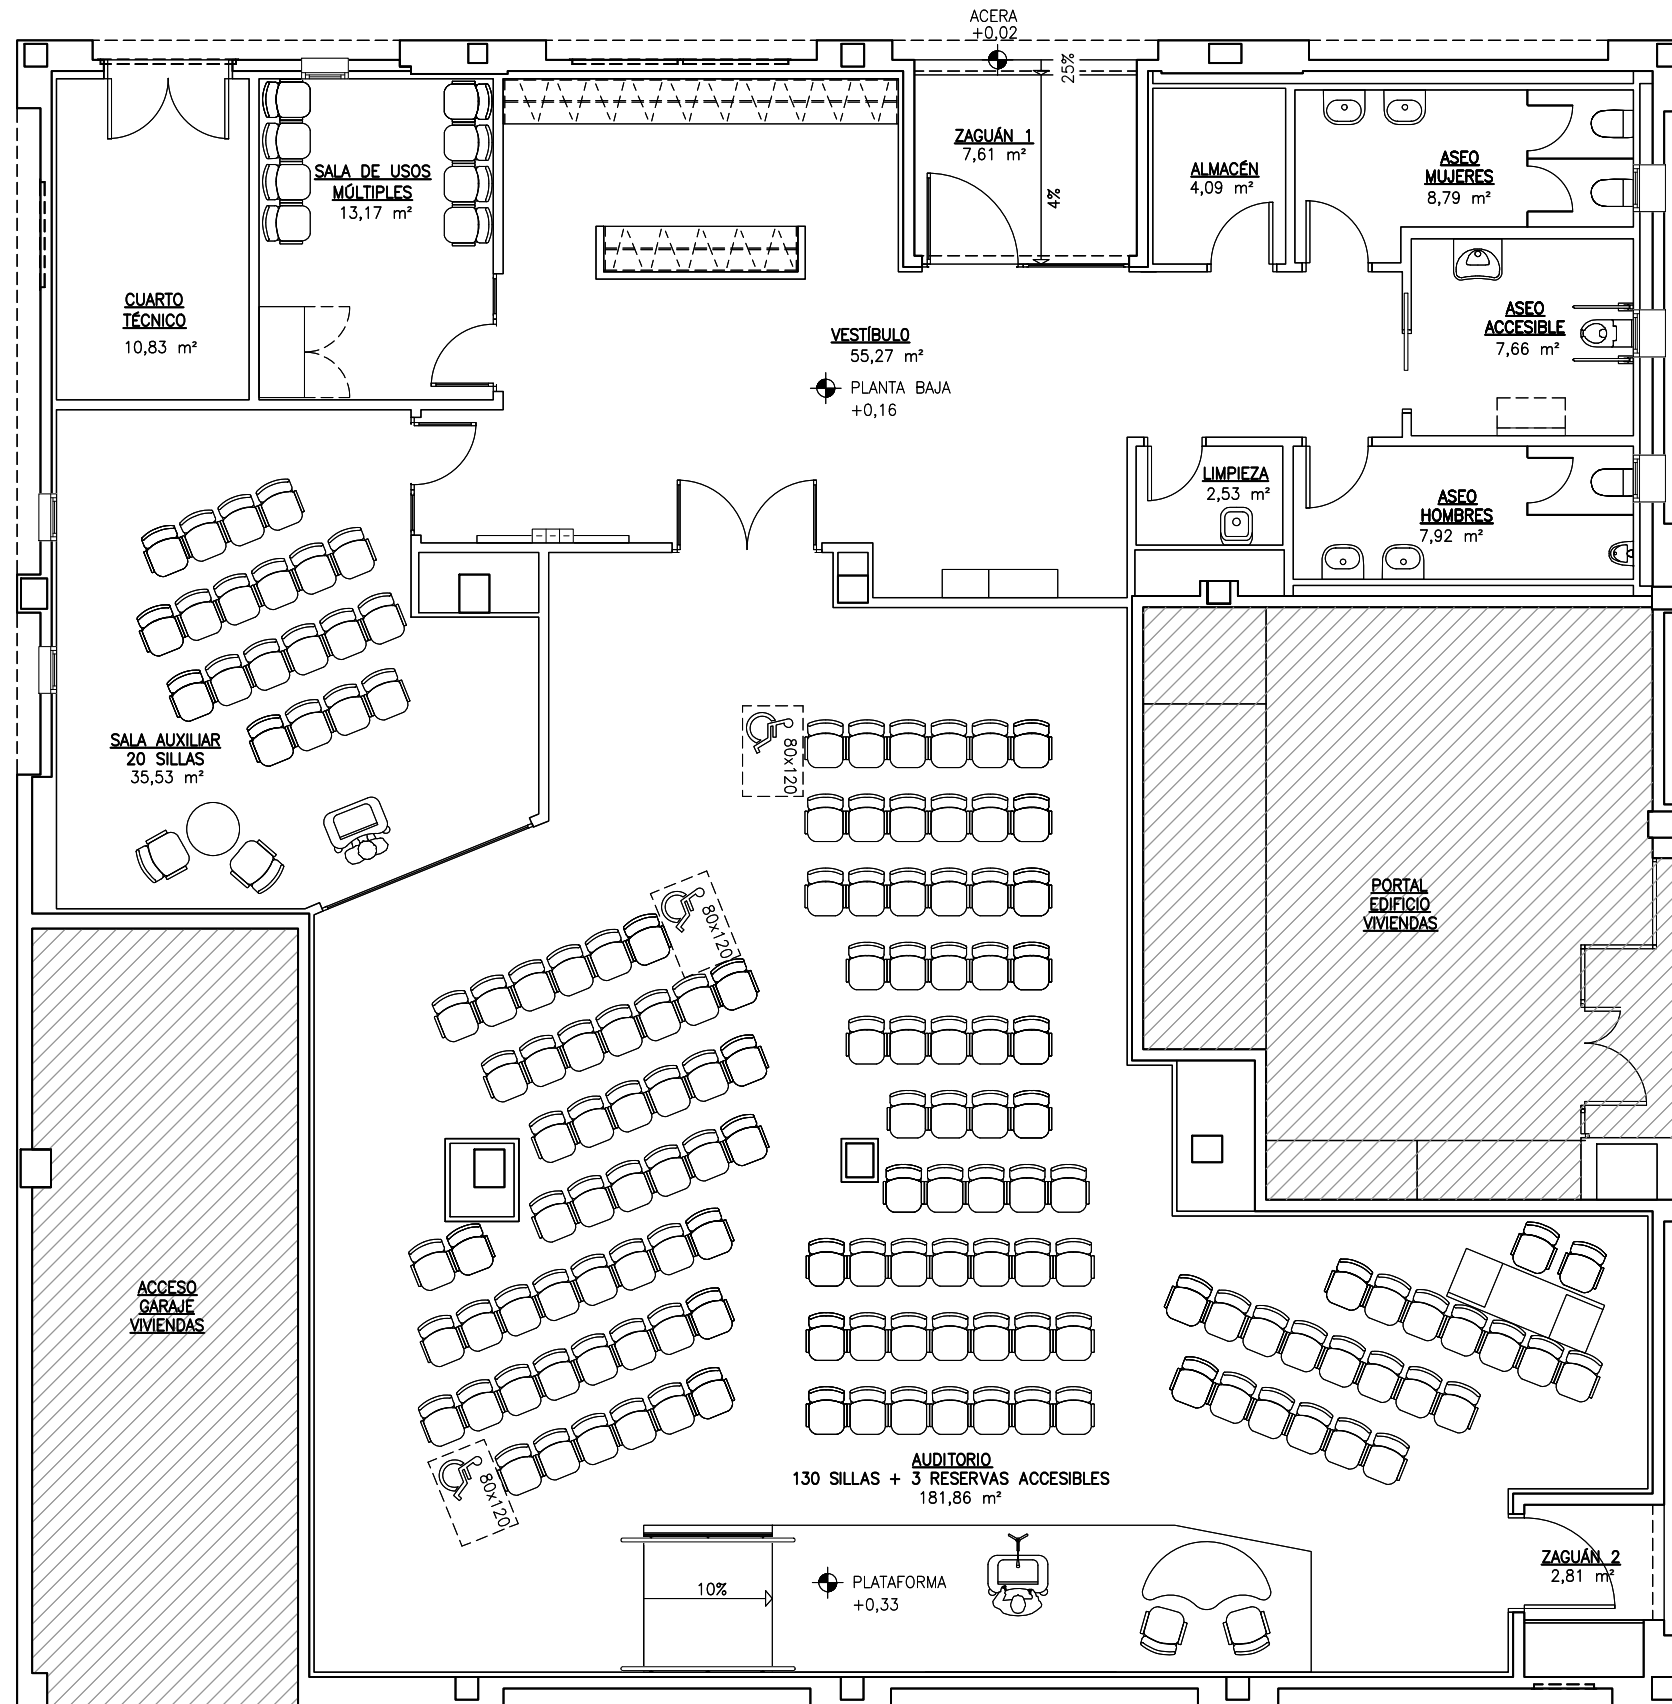 ACERA
+0,02
25%
ZAGUÁN 1
7,61 m²
4%
ALMACÉN
4,09 m²
ASEO
MUJERES
8,79 m²
SALA DE USOS
MÚLTIPLES
13,17 m²
CUARTO
TÉCNICO
10,83 m²
VESTÍBULO
55,27 m²
PLANTA BAJA
+0,16
ASEO
ACCESIBLE
7,66 m²
LIMPIEZA
2,53 m²
ASEO
HOMBRES
7,92 m²
SALA AUXILIAR
20 SILLAS
35,53 m²
80x120
80x120
PORTAL
EDIFICIO
VIVIENDAS
ACCESO
GARAJE
VIVIENDAS
80x120
AUDITORIO
130 SILLAS + 3 RESERVAS ACCESIBLES
181,86 m²
10%
PLATAFORMA
+0,33
ZAGUÁN 2
2,81 m²